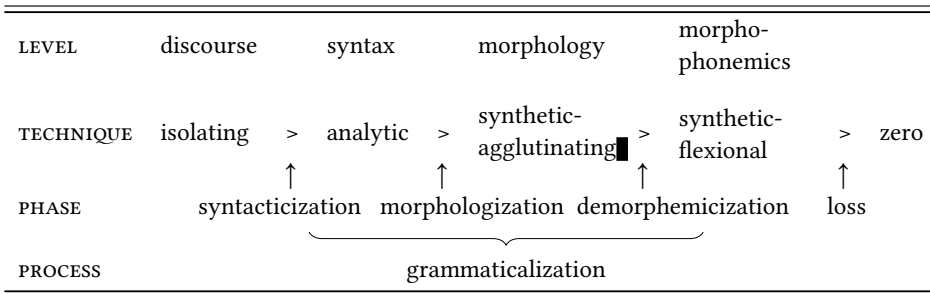 LEVEL discourse syntax morphology morpho-
phonemics
TECHNIQUE isolating > analytic > synthetic-
agglutinating > synthetic-
flexional > zero
↑ ↑ ↑ ↑
PHASE syntacticization morphologization demorphemicization loss
PROCESS grammaticalization